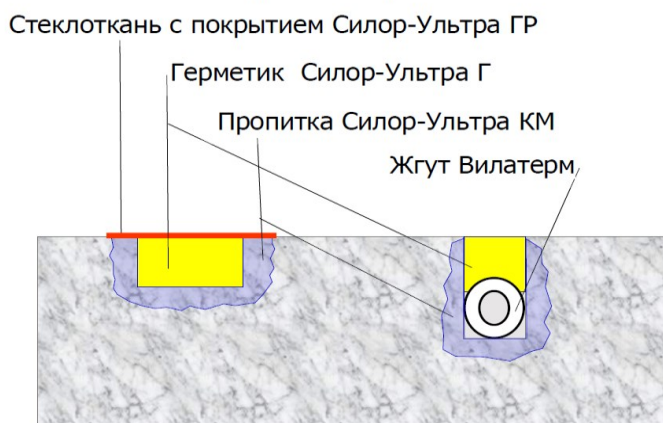 Стеклоткань с покрытием Силор-Ультра ГР
Герметик Силор-Ультра Г
Пропитка Силор-Ультра КМ
Жгут Вилатерм